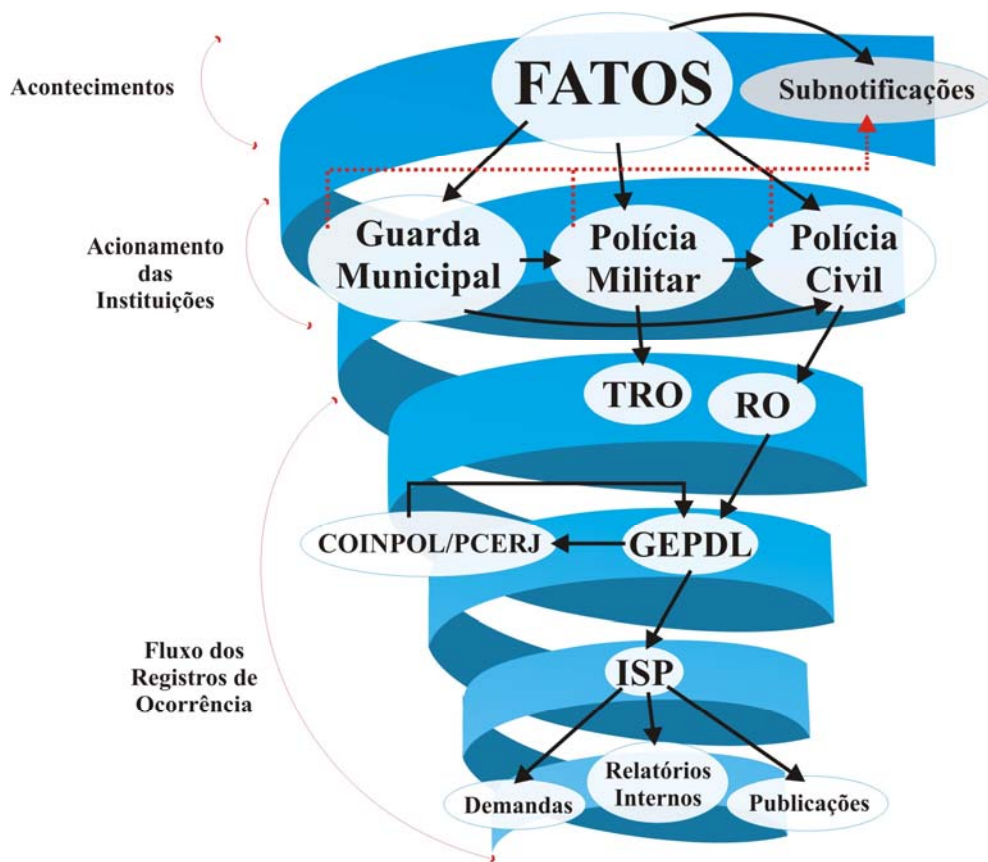 FATOS
Subnotificações
Acontecimentos
Guarda
Municipal
Polícia
Militar
Polícia
Civil
Acionamento
das
Instituições
TRO
RO
COINPOL/PCERJ
GEPDL
Fluxo dos
Registros de
Ocorrência
ISP
Relatórios
Internos
Demandas
Publicações